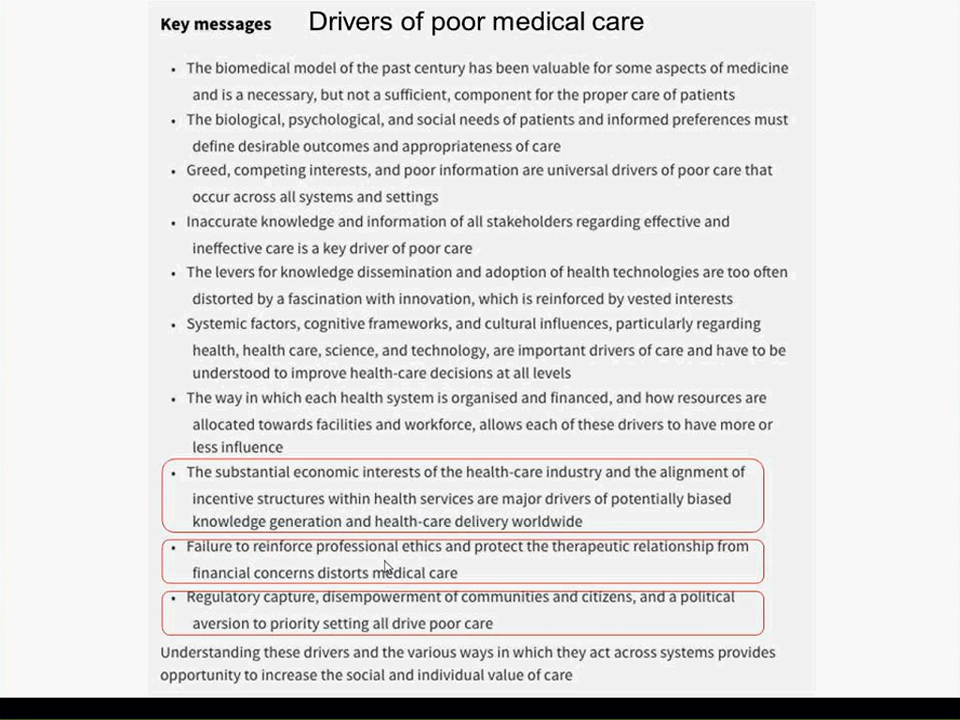 Key messages Drivers of poor medical care
• The biomedical model of the past century has been valuable for some aspects of medicine
and is a necessary, but not a sufficient, component for the proper care of patients
• The biological, psychological, and social needs of patients and informed preferences must
define desirable outcomes and appropriateness of care
• Greed, competing interests, and poor information are universal drivers of poor care that
occur across all systems and settings
• Inaccurate knowledge and information of all stakeholders regarding effective and
ineffective care is a key driver of poor care
• The levers for knowledge dissemination and adoption of health technologies are too often
distorted by a fascination with innovation, which is reinforced by vested interests
• Systemic factors, cognitive frameworks, and cultural influences, particularly regarding
health, health care, science, and technology, are important drivers of care and have to be
understood to improve health-care decisions at all levels
• The way in which each health system is organised and financed, and how resources are
allocated towards facilities and workforce, allows each of these drivers to have more or
less influence
• The substantial economic interests of the health-care industry and the alignment of
incentive structures within health services are major drivers of potentially biased
knowledge generation and health-care delivery worldwide
• Failure to reinforce professional ethics and protect the therapeutic relationship from
financial concerns distorts medical care
• Regulatory capture, disempowerment of communities and citizens, and a political
aversion to priority setting all drive poor care
Understanding these drivers and the various ways in which they act across systems provides
opportunity to increase the social and individual value of care